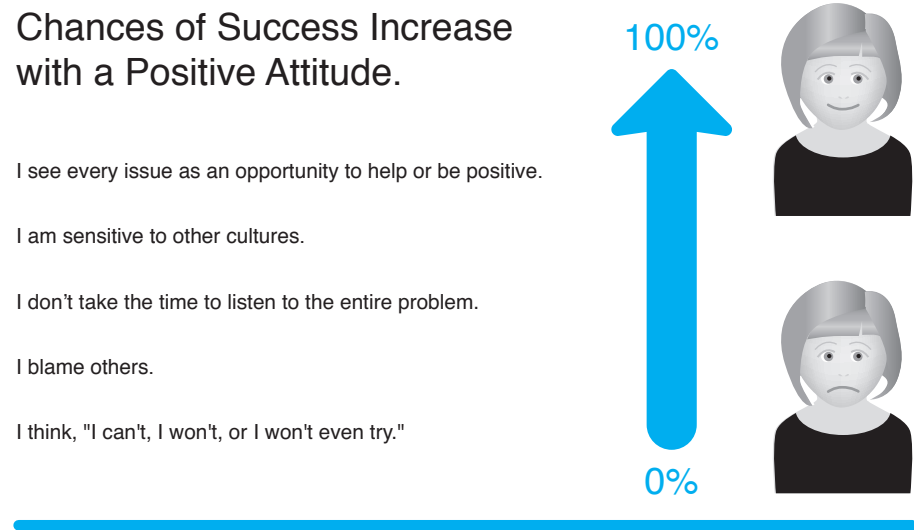 Chances of Success Increase
with a Positive Attitude.
100%
I see every issue as an opportunity to help or be positive.
I am sensitive to other cultures.
I don’t take the time to listen to the entire problem.
I blame others.
I think, "I can't, I won't, or I won't even try."
0%